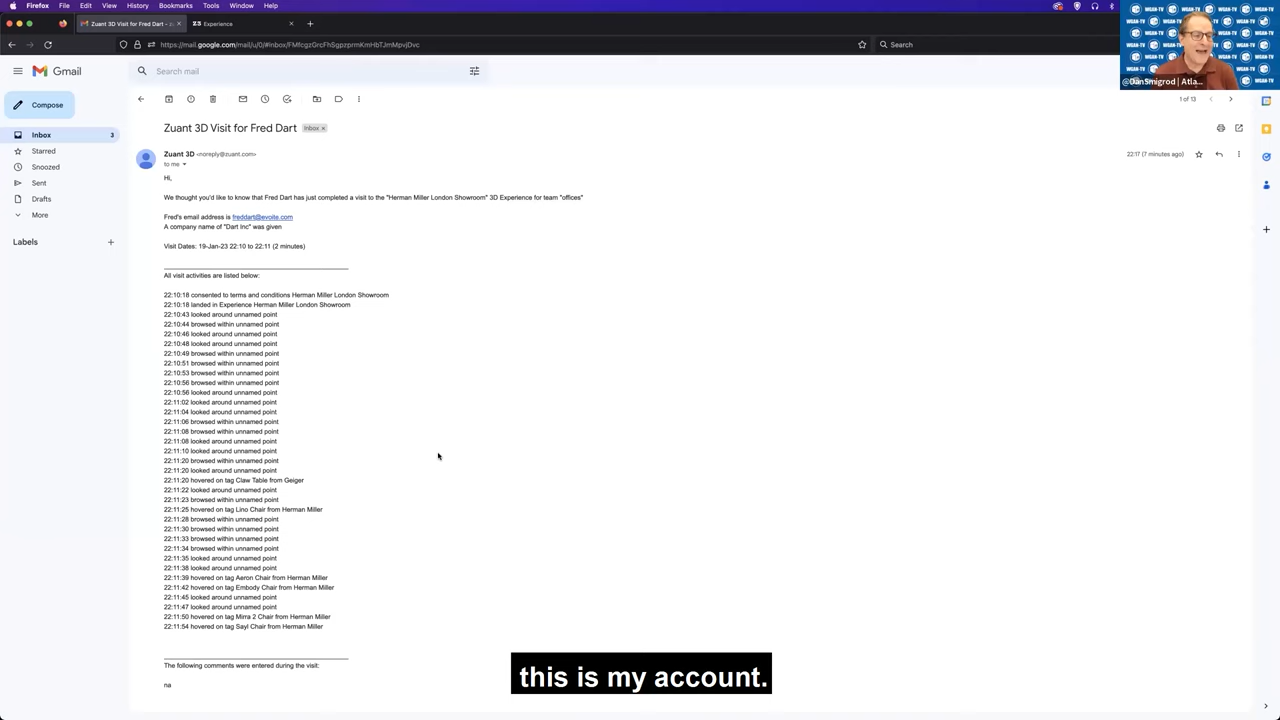 Firefox File Edit View History Bookmarks Tools Window Help
Zuant 3D Visit for Fred Dart - z
Experience
https://mail.google.com/mail/u/0/#inbox/FMfcgzGrcFhSgpzprmKmHbTJmMpvjDvc
Search
Gmail
Search mail
Compose
Inbox 3
Starred
Snoozed
Sent
Drafts
More
Labels
1 of 13
Zuant 3D Visit for Fred Dart Inbox x
Zuant 3D <noreply@zuant.com>
22:17 (7 minutes ago)
to me
Hi,
We thought you'd like to know that Fred Dart has just completed a visit to the "Herman Miller London Showroom" 3D Experience for team "offices"
Fred's email address is freddart@evoite.com
A company name of "Dart Inc" was given
Visit Dates: 19-Jan-23 22:10 to 22:11 (2 minutes)
All visit activities are listed below:
22:10:18 consented to terms and conditions Herman Miller London Showroom
22:10:18 landed in Experience Herman Miller London Showroom
22:10:43 looked around unnamed point
22:10:44 browsed within unnamed point
22:10:46 looked around unnamed point
22:10:48 looked around unnamed point
22:10:49 browsed within unnamed point
22:10:51 browsed within unnamed point
22:10:53 browsed within unnamed point
22:10:56 browsed within unnamed point
22:10:56 looked around unnamed point
22:11:02 looked around unnamed point
22:11:04 looked around unnamed point
22:11:06 browsed within unnamed point
22:11:08 browsed within unnamed point
22:11:08 looked around unnamed point
22:11:10 looked around unnamed point
22:11:20 browsed within unnamed point
22:11:20 looked around unnamed point
22:11:20 hovered on tag Claw Table from Geiger
22:11:22 looked around unnamed point
22:11:23 browsed within unnamed point
22:11:25 hovered on tag Lino Chair from Herman Miller
22:11:28 browsed within unnamed point
22:11:30 browsed within unnamed point
22:11:33 browsed within unnamed point
22:11:34 browsed within unnamed point
22:11:35 looked around unnamed point
22:11:38 looked around unnamed point
22:11:39 hovered on tag Aeron Chair from Herman Miller
22:11:42 hovered on tag Embody Chair from Herman Miller
22:11:45 looked around unnamed point
22:11:47 looked around unnamed point
22:11:50 hovered on tag Mirra 2 Chair from Herman Miller
22:11:54 hovered on tag Sayl Chair from Herman Miller
The following comments were entered during the visit:
na
this is my account.
WGAN-TV
@DanSmigrod | Atla...